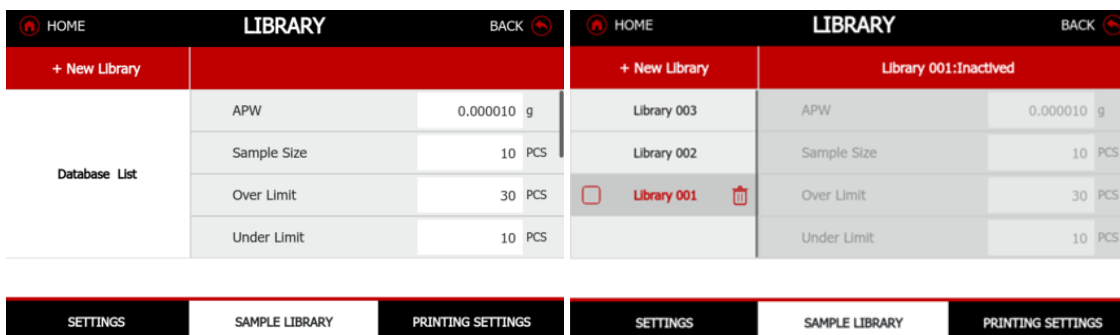 HOME LIBRARY BACK
+ New Library
APW 0.000010 g
Sample Size 10 PCS
Database List
Over Limit 30 PCS
Under Limit 10 PCS
SETTINGS SAMPLE LIBRARY PRINTING SETTINGS
HOME LIBRARY BACK
+ New Library Library 001:Inactived
Library 003 APW 0.000010 g
Library 002 Sample Size 10 PCS
Library 001 Over Limit 30 PCS
Under Limit 10 PCS
SETTINGS SAMPLE LIBRARY PRINTING SETTINGS